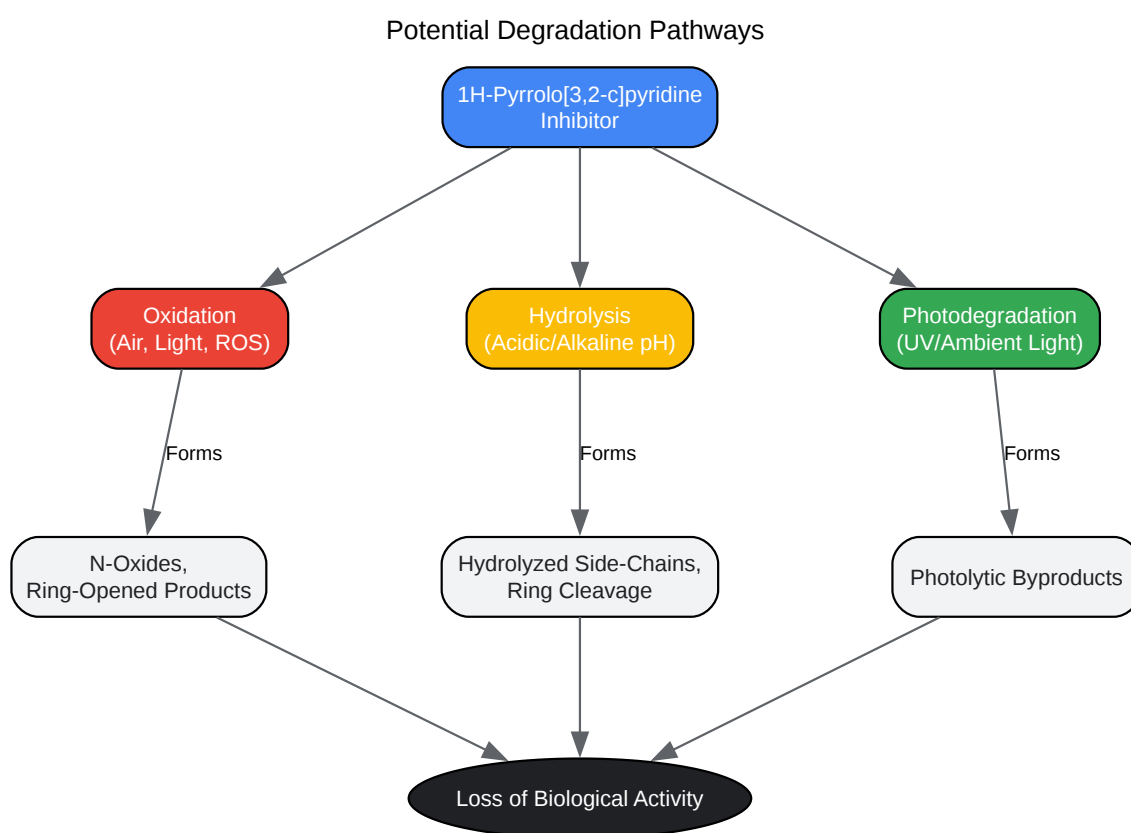 Potential Degradation Pathways
1H-Pyrrolo[3,2-c]pyridine
Inhibitor
Oxidation
(Air, Light, ROS)
Hydrolysis
(Acidic/Alkaline pH)
Photodegradation
(UV/Ambient Light)
Forms
Forms
Forms
N-Oxides,
Ring-Opened Products
Hydrolyzed Side-Chains,
Ring Cleavage
Photolytic Byproducts
Loss of Biological Activity